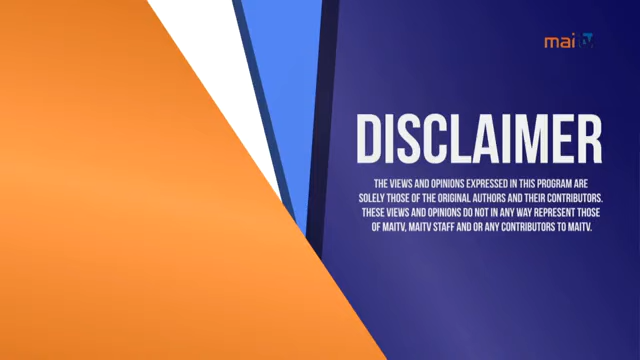 maitv
DISCLAIMER
THE VIEWS AND OPINIONS EXPRESSED IN THIS PROGRAM ARE
SOLELY THOSE OF THE ORIGINAL AUTHORS AND THEIR CONTRIBUTORS.
THESE VIEWS AND OPINIONS DO NOT IN ANY WAY REPRESENT THOSE
OF MAITV, MAITV STAFF AND OR ANY CONTRIBUTORS TO MAITV.